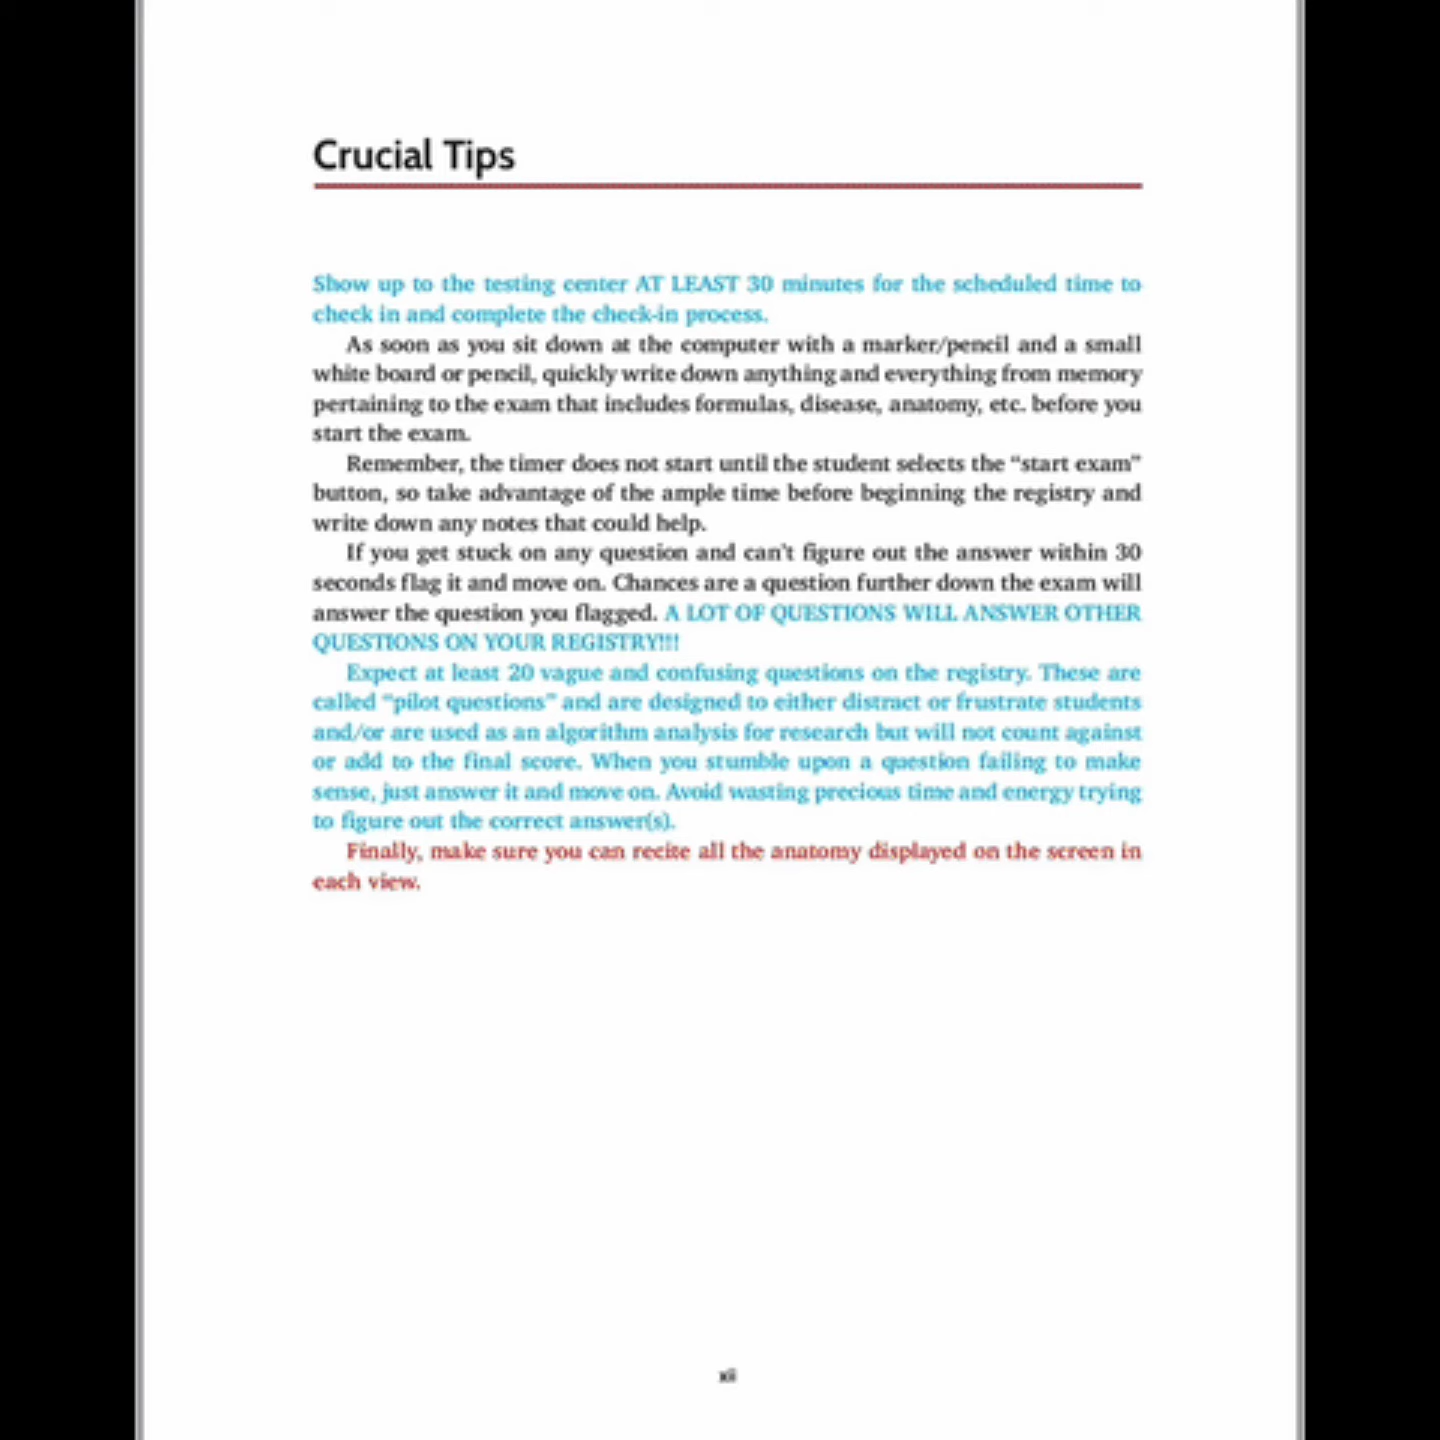 Crucial Tips
Show up to the testing center AT LEAST 30 minutes for the scheduled time to
check in and complete the check-in process.
As soon as you sit down at the computer with a marker/pencil and a small
white board or pencil, quickly write down anything and everything from memory
pertaining to the exam that includes formulas, disease, anatomy, etc. before you
start the exam.
Remember, the timer does not start until the student selects the “start exam”
button, so take advantage of the ample time before beginning the registry and
write down any notes that could help.
If you get stuck on any question and can't figure out the answer within 30
seconds flag it and move on. Chances are a question further down the exam will
answer the question you flagged. A LOT OF QUESTIONS WILL ANSWER OTHER
QUESTIONS ON YOUR REGISTRY!!!
Expect at least 20 vague and confusing questions on the registry. These are
called “pilot questions” and are designed to either distract or frustrate students
and/or are used as an algorithm analysis for research but will not count against
or add to the final score. When you stumble upon a question failing to make
sense, just answer it and move on. Avoid wasting precious time and energy trying
to figure out the correct answer(s).
Finally, make sure you can recite all the anatomy displayed on the screen in
each view.